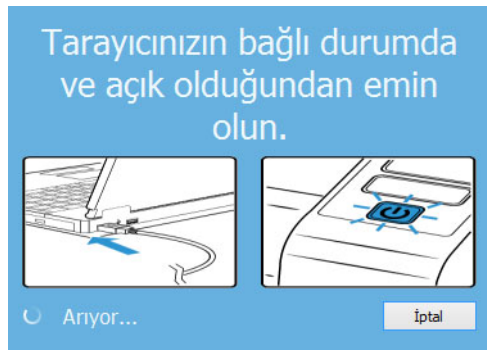 Tarayıcınızın bağlı durumda
ve açık olduğundan emin
olun.
Arıyor...
İptal